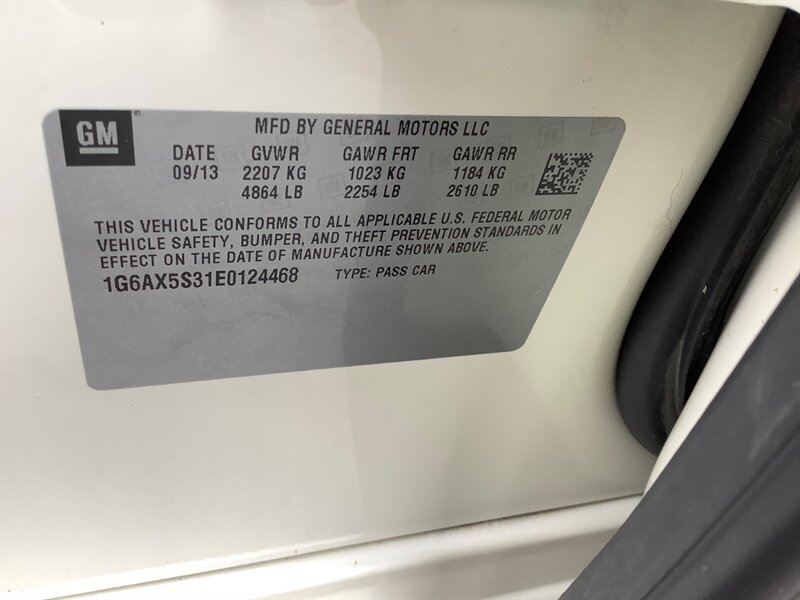 GM
MFD BY GENERAL MOTORS LLC
DATE GVWR GAWR FRT GAWR RR
09/13 2207 KG 1023 KG 1184 KG
4864 LB 2254 LB 2610 LB
THIS VEHICLE CONFORMS TO ALL APPLICABLE U.S. FEDERAL MOTOR
VEHICLE SAFETY, BUMPER, AND THEFT PREVENTION STANDARDS IN
EFFECT ON THE DATE OF MANUFACTURE SHOWN ABOVE.
1G6AX5S31E0124468 TYPE: PASS CAR